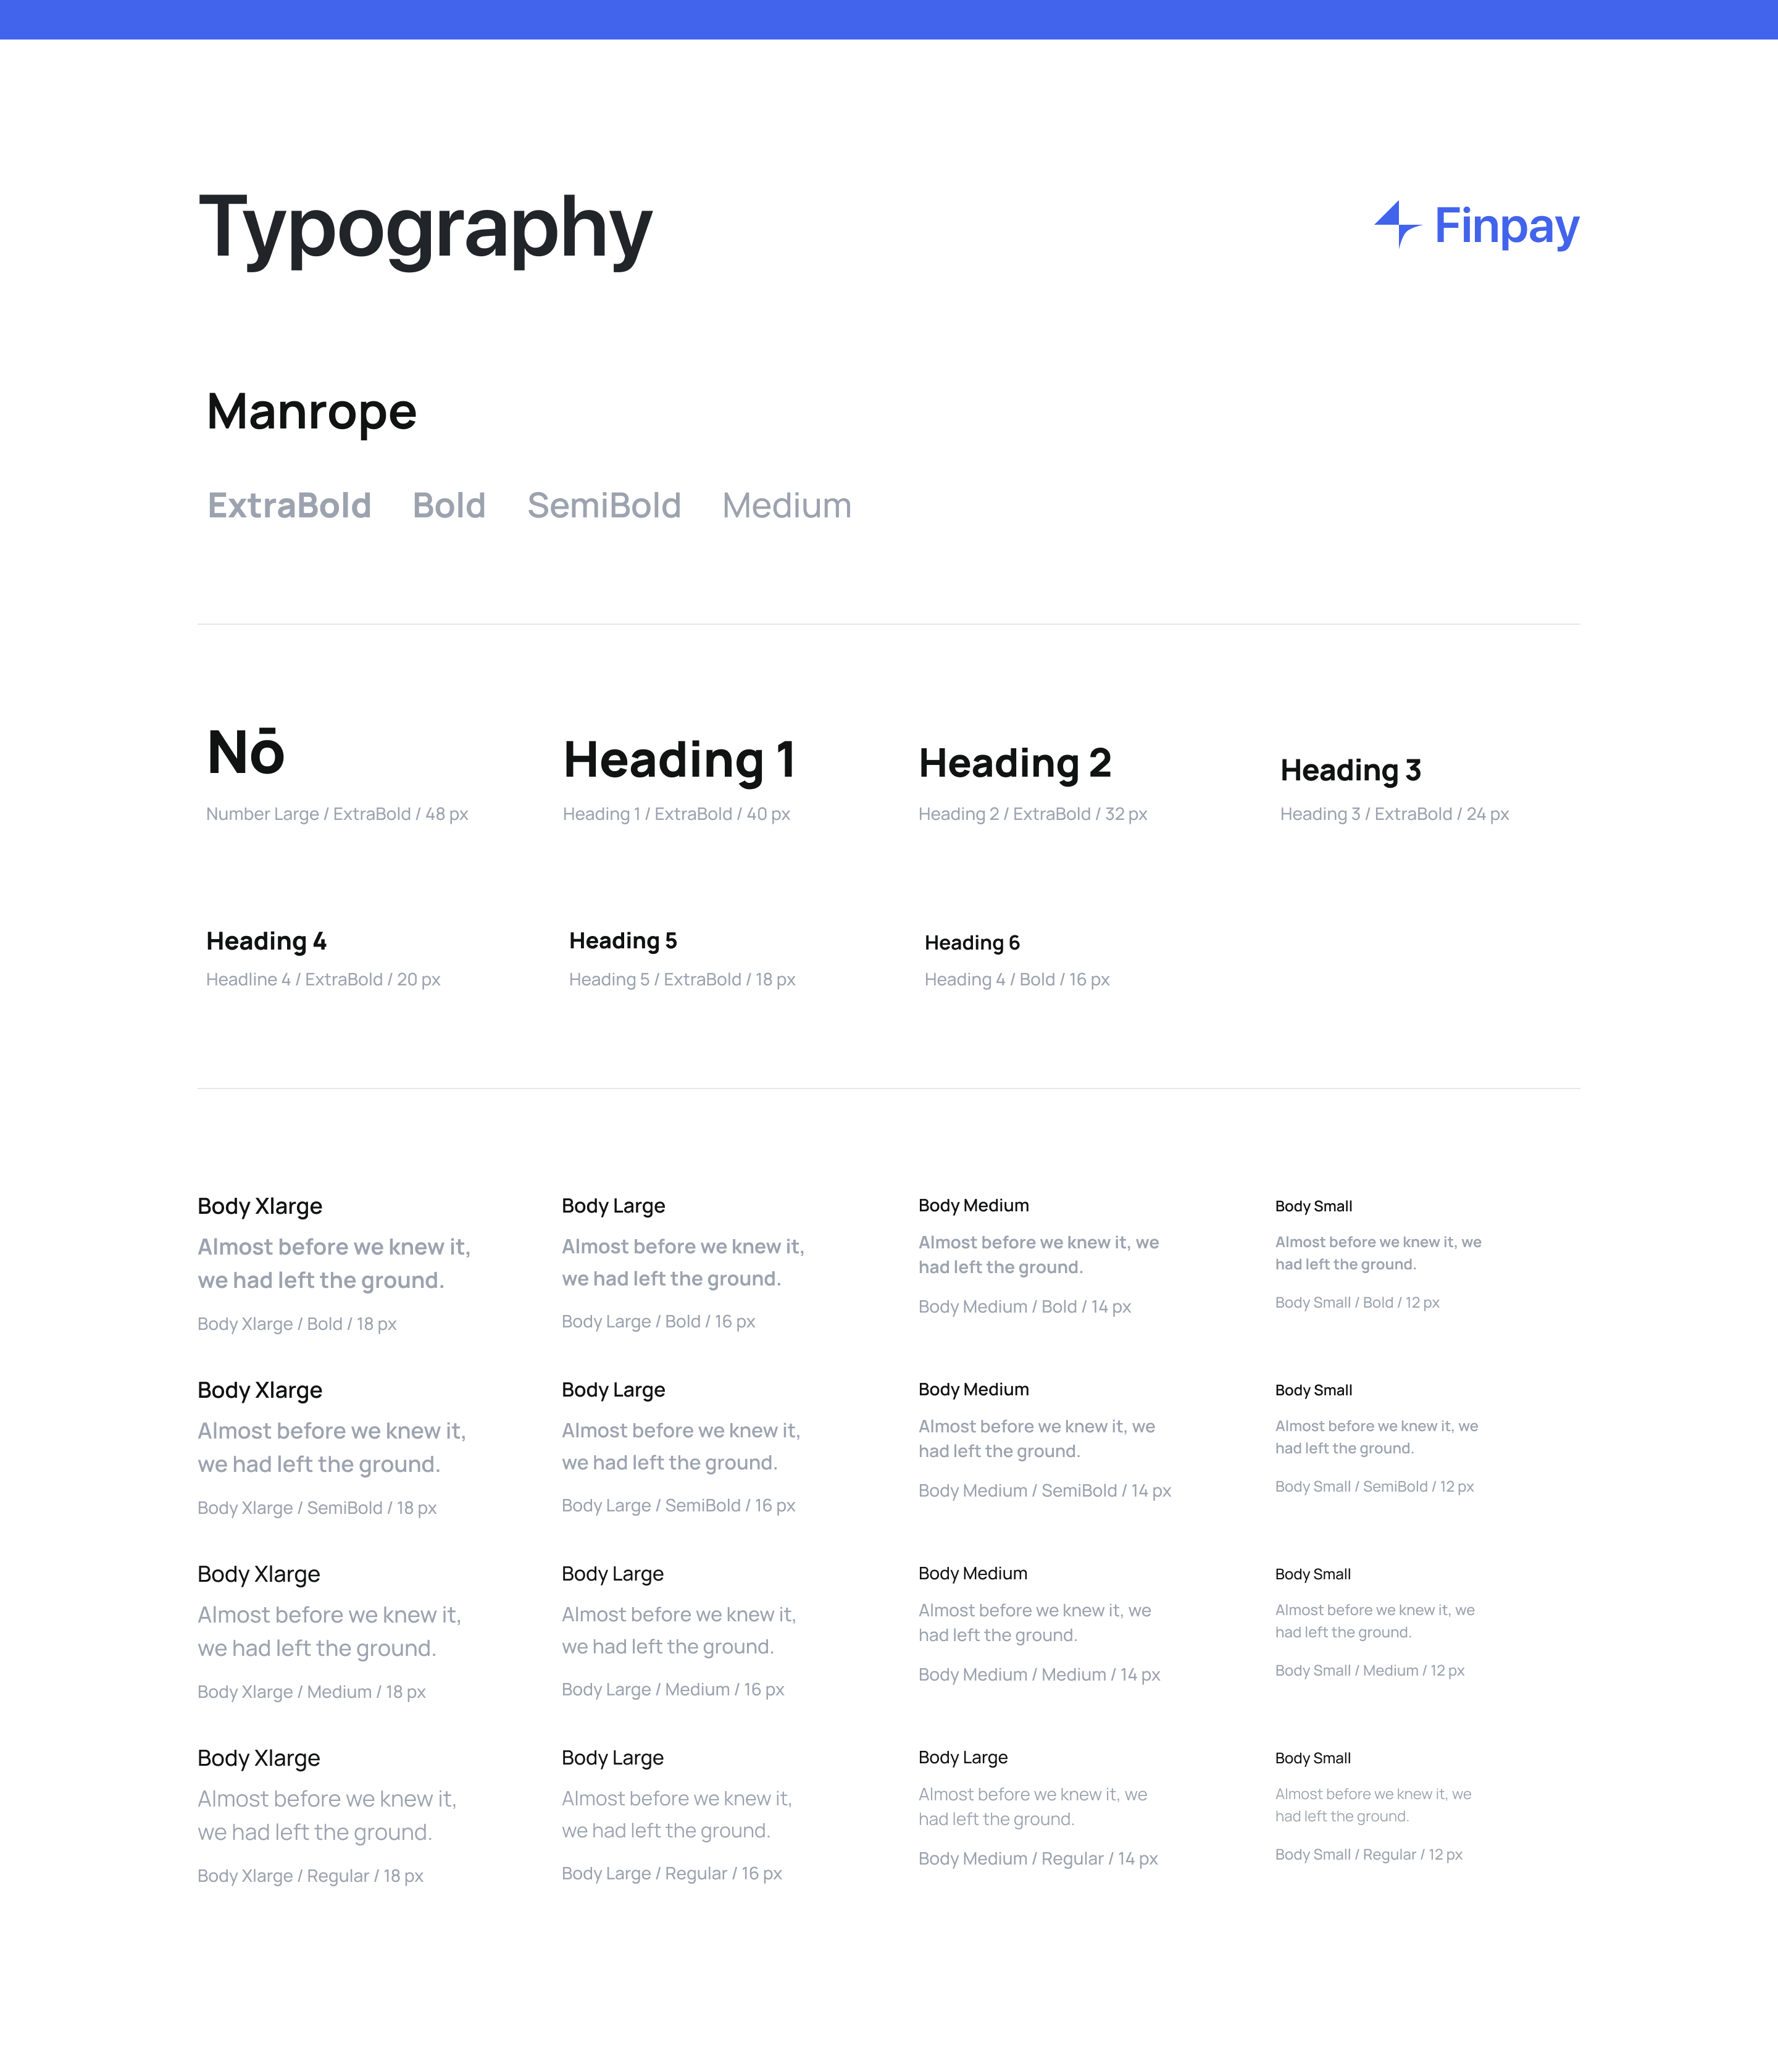 Typography
Finpay
Manrope
ExtraBold Bold SemiBold Medium
Nō
Number Large / ExtraBold / 48 px
Heading 1
Heading 1 / ExtraBold / 40 px
Heading 2
Heading 2 / ExtraBold / 32 px
Heading 3
Heading 3 / ExtraBold / 24 px
Heading 4
Headline 4 / ExtraBold / 20 px
Heading 5
Heading 5 / ExtraBold / 18 px
Heading 6
Heading 4 / Bold / 16 px
Body Xlarge
Almost before we knew it,
we had left the ground.
Body Xlarge / Bold / 18 px
Body Large
Almost before we knew it,
we had left the ground.
Body Large / Bold / 16 px
Body Medium
Almost before we knew it, we
had left the ground.
Body Medium / Bold / 14 px
Body Small
Almost before we knew it, we
had left the ground.
Body Small / Bold / 12 px
Body Xlarge
Almost before we knew it,
we had left the ground.
Body Xlarge / SemiBold / 18 px
Body Large
Almost before we knew it,
we had left the ground.
Body Large / SemiBold / 16 px
Body Medium
Almost before we knew it, we
had left the ground.
Body Medium / SemiBold / 14 px
Body Small
Almost before we knew it, we
had left the ground.
Body Small / SemiBold / 12 px
Body Xlarge
Almost before we knew it,
we had left the ground.
Body Xlarge / Medium / 18 px
Body Large
Almost before we knew it,
we had left the ground.
Body Large / Medium / 16 px
Body Medium
Almost before we knew it, we
had left the ground.
Body Medium / Medium / 14 px
Body Small
Almost before we knew it, we
had left the ground.
Body Small / Medium / 12 px
Body Xlarge
Almost before we knew it,
we had left the ground.
Body Xlarge / Regular / 18 px
Body Large
Almost before we knew it,
we had left the ground.
Body Large / Regular / 16 px
Body Large
Almost before we knew it, we
had left the ground.
Body Medium / Regular / 14 px
Body Small
Almost before we knew it, we
had left the ground.
Body Small / Regular / 12 px